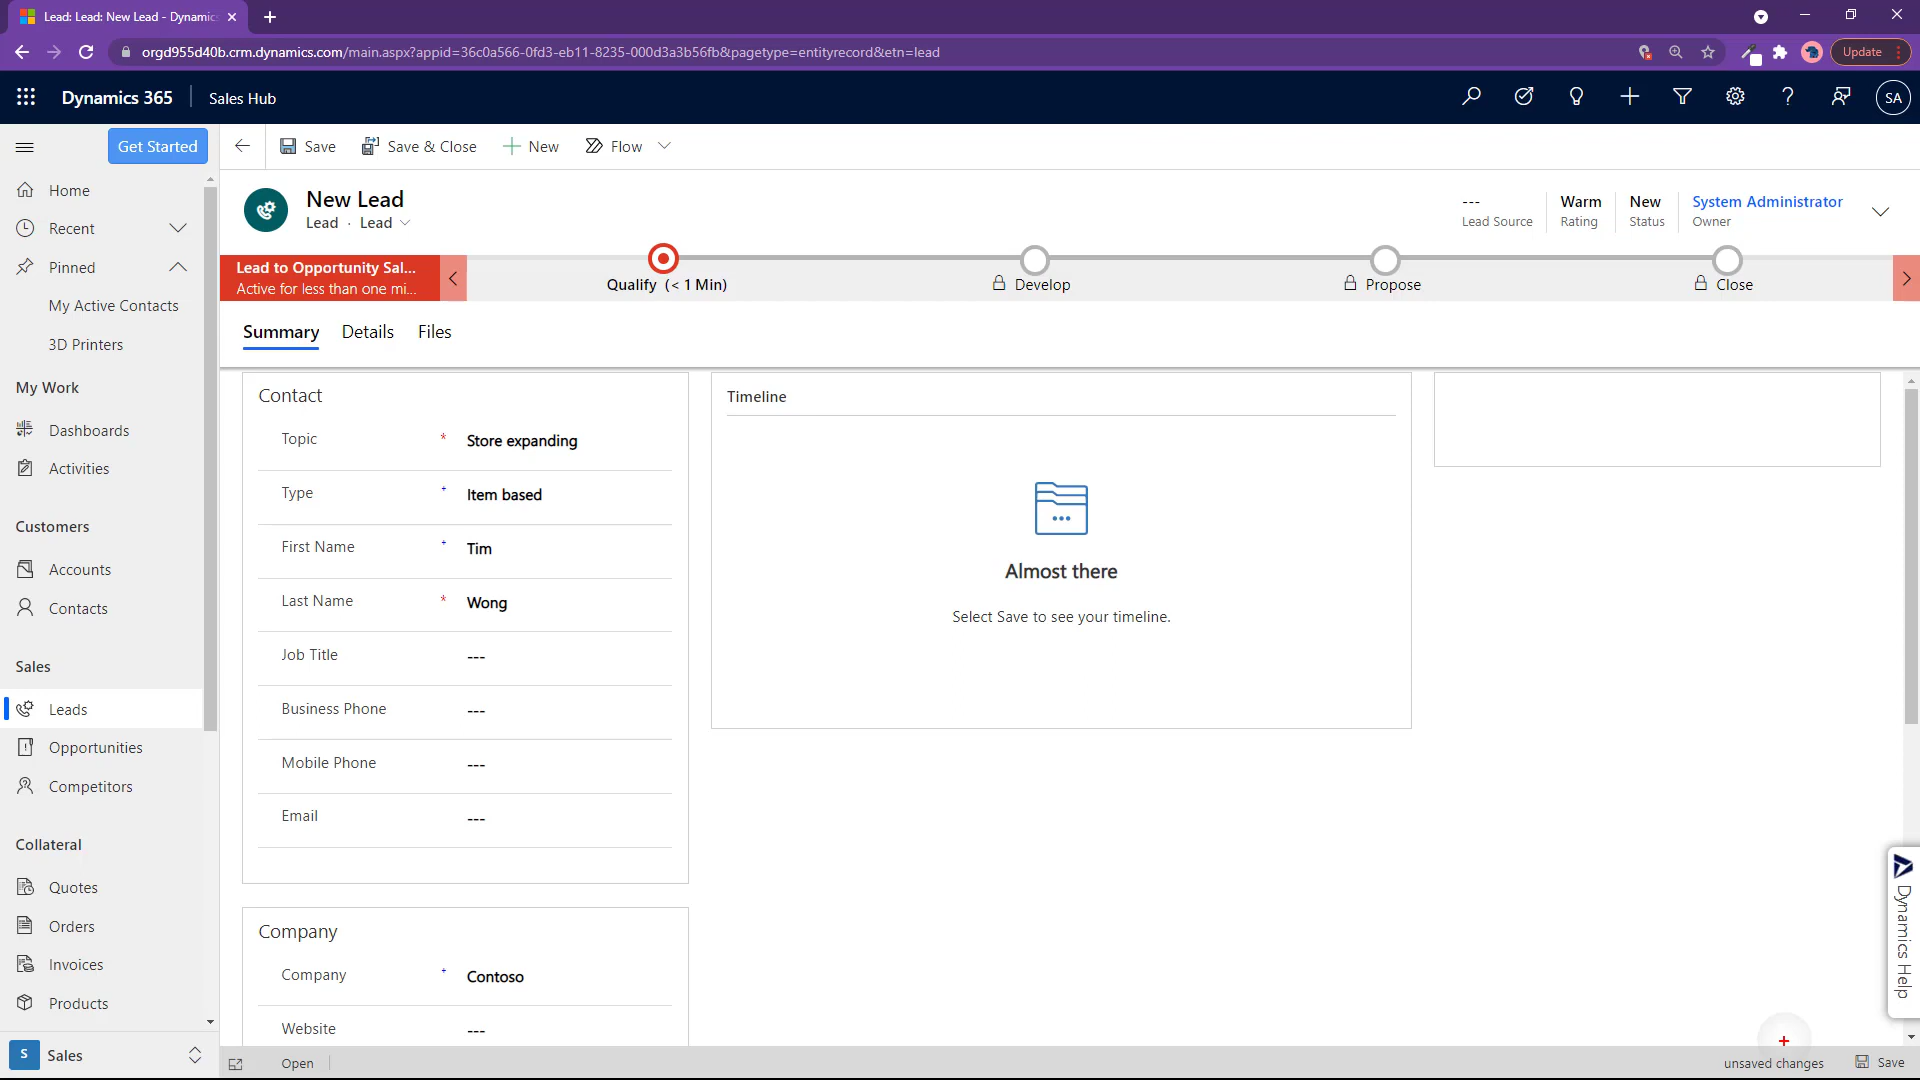 Lead: Lead: New Lead - Dynamics
orgd955d40b.crm.dynamics.com/main.aspx?appid=36c0a566-0fd3-eb11-8235-000d3a3b56fb&pagetype=entityrecord&etn=lead
Update
Dynamics 365
Sales Hub
SA
Get Started
Save
Save & Close
New
Flow
Home
Recent
Pinned
My Active Contacts
3D Printers
My Work
Dashboards
Activities
Customers
Accounts
Contacts
Sales
Leads
Opportunities
Competitors
Collateral
Quotes
Orders
Invoices
Products
S
Sales
New Lead
Lead · Lead
---
Lead Source
Warm
Rating
New
Status
System Administrator
Owner
Lead to Opportunity Sal...
Active for less than one mi...
Qualify (< 1 Min)
Develop
Propose
Close
Summary
Details
Files
Contact
Topic * Store expanding
Type + Item based
First Name + Tim
Last Name * Wong
Job Title ---
Business Phone ---
Mobile Phone ---
Email ---
Company
Company + Contoso
Website ---
Timeline
Almost there
Select Save to see your timeline.
Dynamics Help
Open
unsaved changes
Save